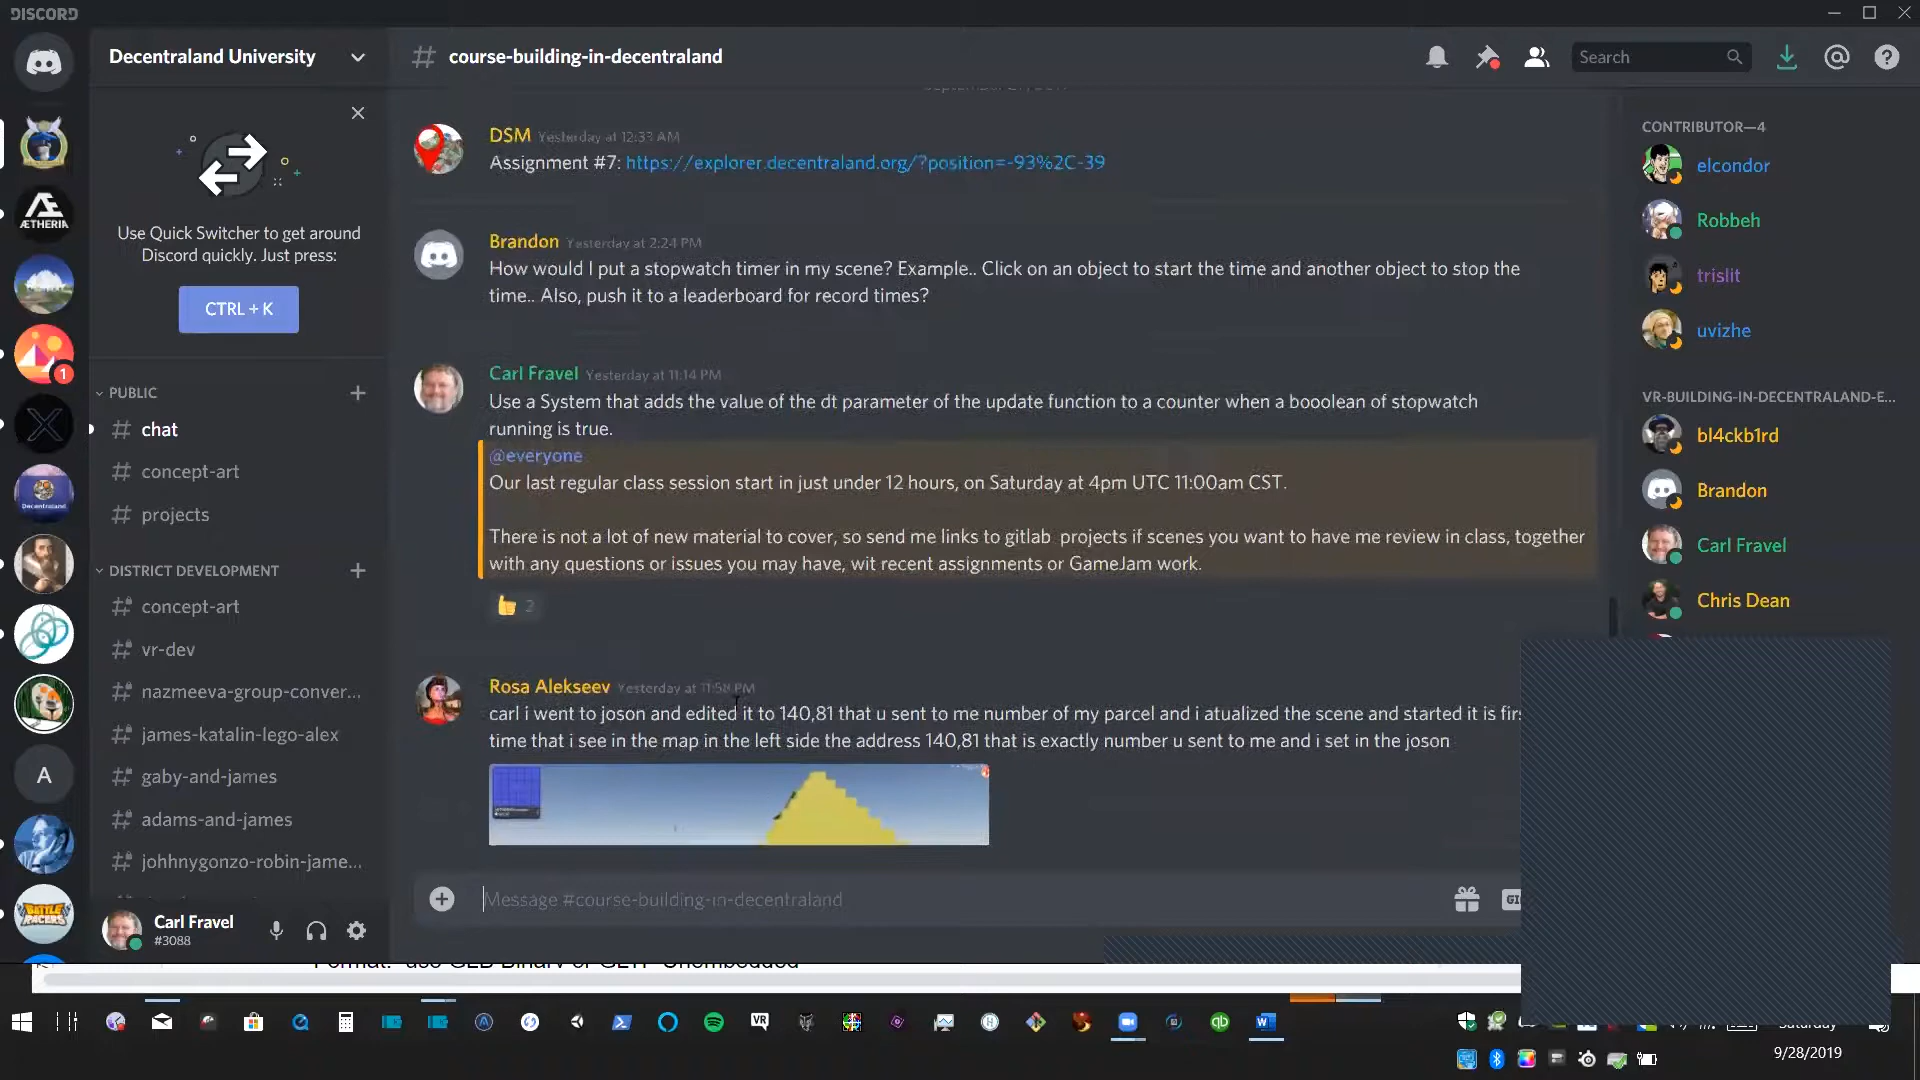 DISCORD
Decentraland University
# course-building-in-decentraland
Search
Use Quick Switcher to get around
Discord quickly. Just press:
CTRL + K
PUBLIC
# chat
# concept-art
# projects
DISTRICT DEVELOPMENT
# concept-art
# vr-dev
# nazmeeva-group-conver...
# james-katalin-lego-alex
# gaby-and-james
# adams-and-james
# johhnygonzo-robin-jame...
Carl Fravel
#3088
ÆTHERIA
1
Decentraland
A
BATTLE
RACERS
DSM Yesterday at 12:33 AM
Assignment #7: https://explorer.decentraland.org/?position=-93%2C-39
Brandon Yesterday at 2:24 PM
How would I put a stopwatch timer in my scene? Example.. Click on an object to start the time and another object to stop the
time.. Also, push it to a leaderboard for record times?
Carl Fravel Yesterday at 11:14 PM
Use a System that adds the value of the dt parameter of the update function to a counter when a booolean of stopwatch
running is true.
@everyone
Our last regular class session start in just under 12 hours, on Saturday at 4pm UTC 11:00am CST.
There is not a lot of new material to cover, so send me links to gitlab projects if scenes you want to have me review in class, together
with any questions or issues you may have, wit recent assignments or GameJam work.
2
Rosa Alekseev Yesterday at 11:58 PM
carl i went to joson and edited it to 140,81 that u sent to me number of my parcel and i atualized the scene and started it is firs
time that i see in the map in the left side the address 140,81 that is exactly number u sent to me and i set in the joson
Message #course-building-in-decentraland
CONTRIBUTOR—4
elcondor
Robbeh
trislit
uvizhe
VR-BUILDING-IN-DECENTRALAND-E...
bl4ckb1rd
Brandon
Carl Fravel
Chris Dean
VR
qb
Saturday
9/28/2019